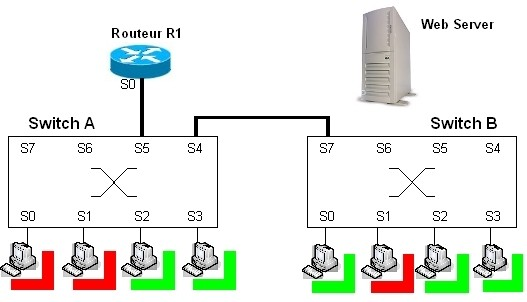 Routeur R1
Web Server
S0
Switch A
Switch B
S7 S6 S5 S4
S7 S6 S5 S4
S0 S1 S2 S3
S0 S1 S2 S3